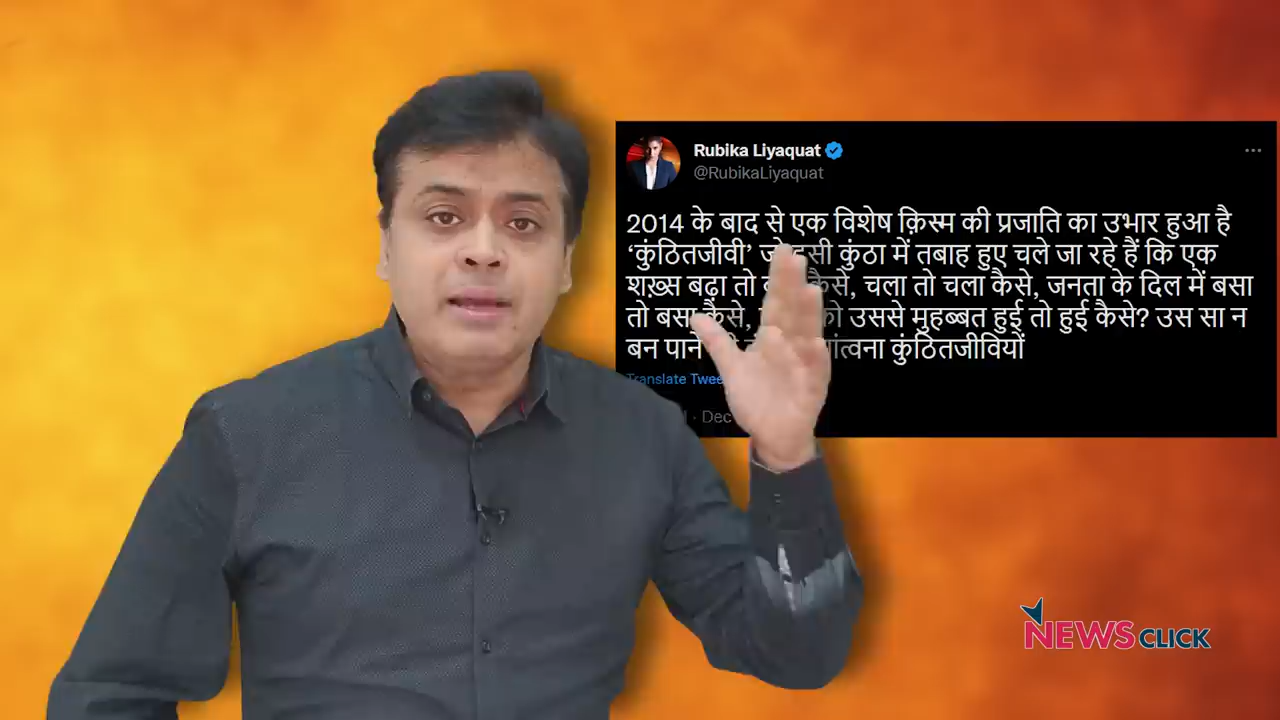 Rubika Liyaquat
@RubikaLiyaquat
2014 के बाद से एक विशेष क़िस्म की प्रजाति का उभार हुआ है
‘कुंठितजीवी’ जो इसी कुंठा में तबाह हुए चले जा रहे हैं कि एक
शख़्स बढ़ा तो कैसे, चला तो चला कैसे, जनता के दिल में बसा
तो बसा कैसे, को उससे मुहब्बत हुई तो हुई कैसे? उस सा न
बन पाने कुंठितजीवियों
Translate Twee
· Dec
NEWSCLICK